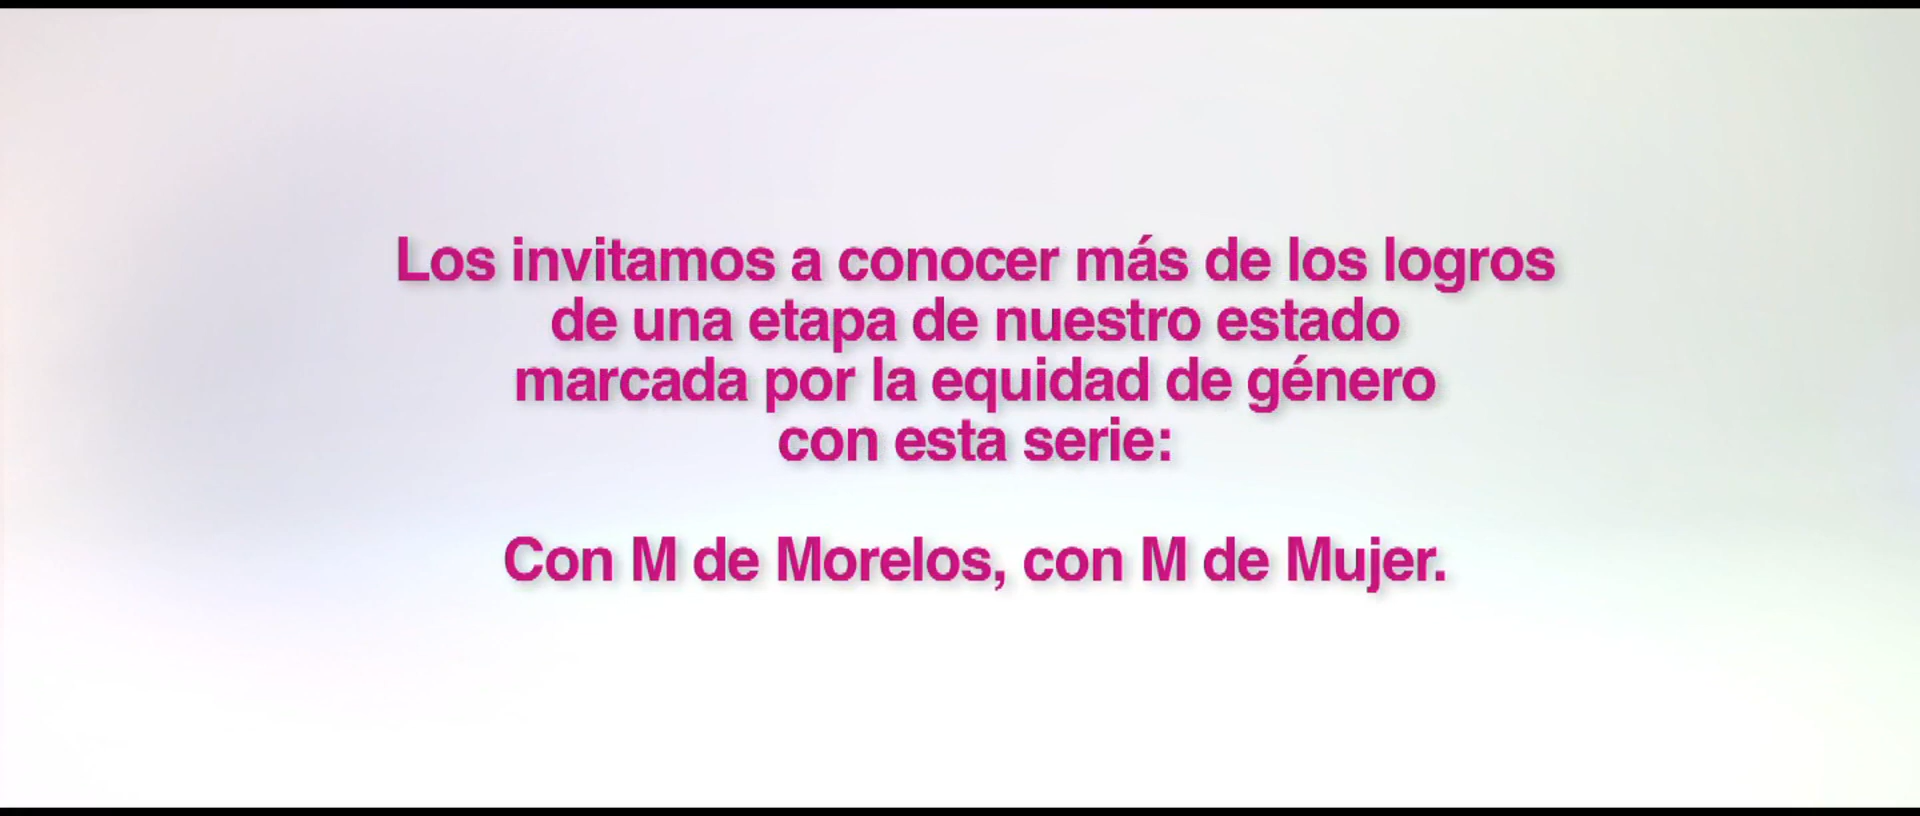 Los invitamos a conocer más de los logros
de una etapa de nuestro estado
marcada por la equidad de género
con esta serie:
Con M de Morelos, con M de Mujer.